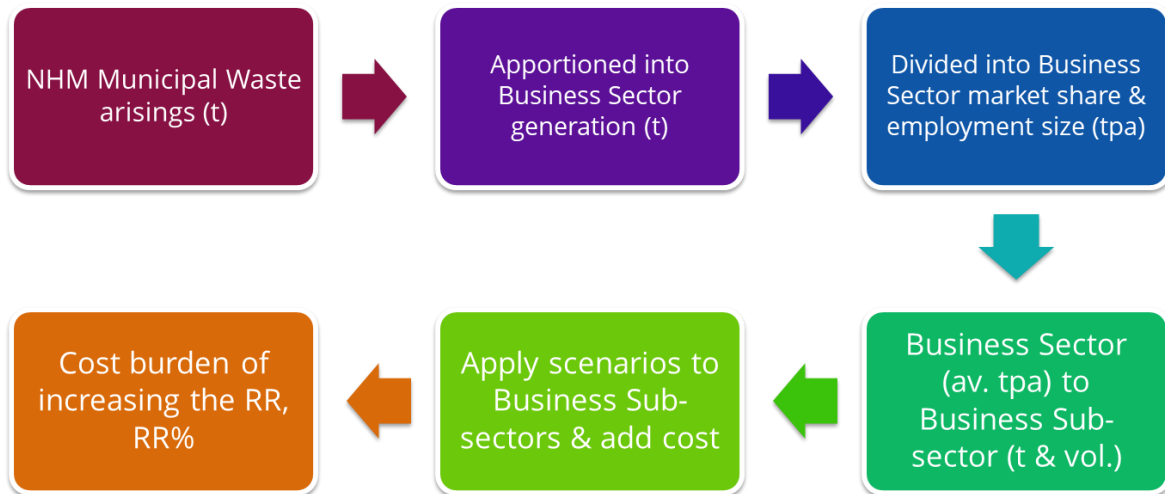 NHM Municipal Waste
arisings (t)
Apportioned into
Business Sector
generation (t)
Divided into Business
Sector market share &
employment size (tpa)
Business Sector
(av. tpa) to
Business Sub-
sector (t & vol.)
Apply scenarios to
Business Sub-
sectors & add cost
Cost burden of
increasing the RR,
RR%